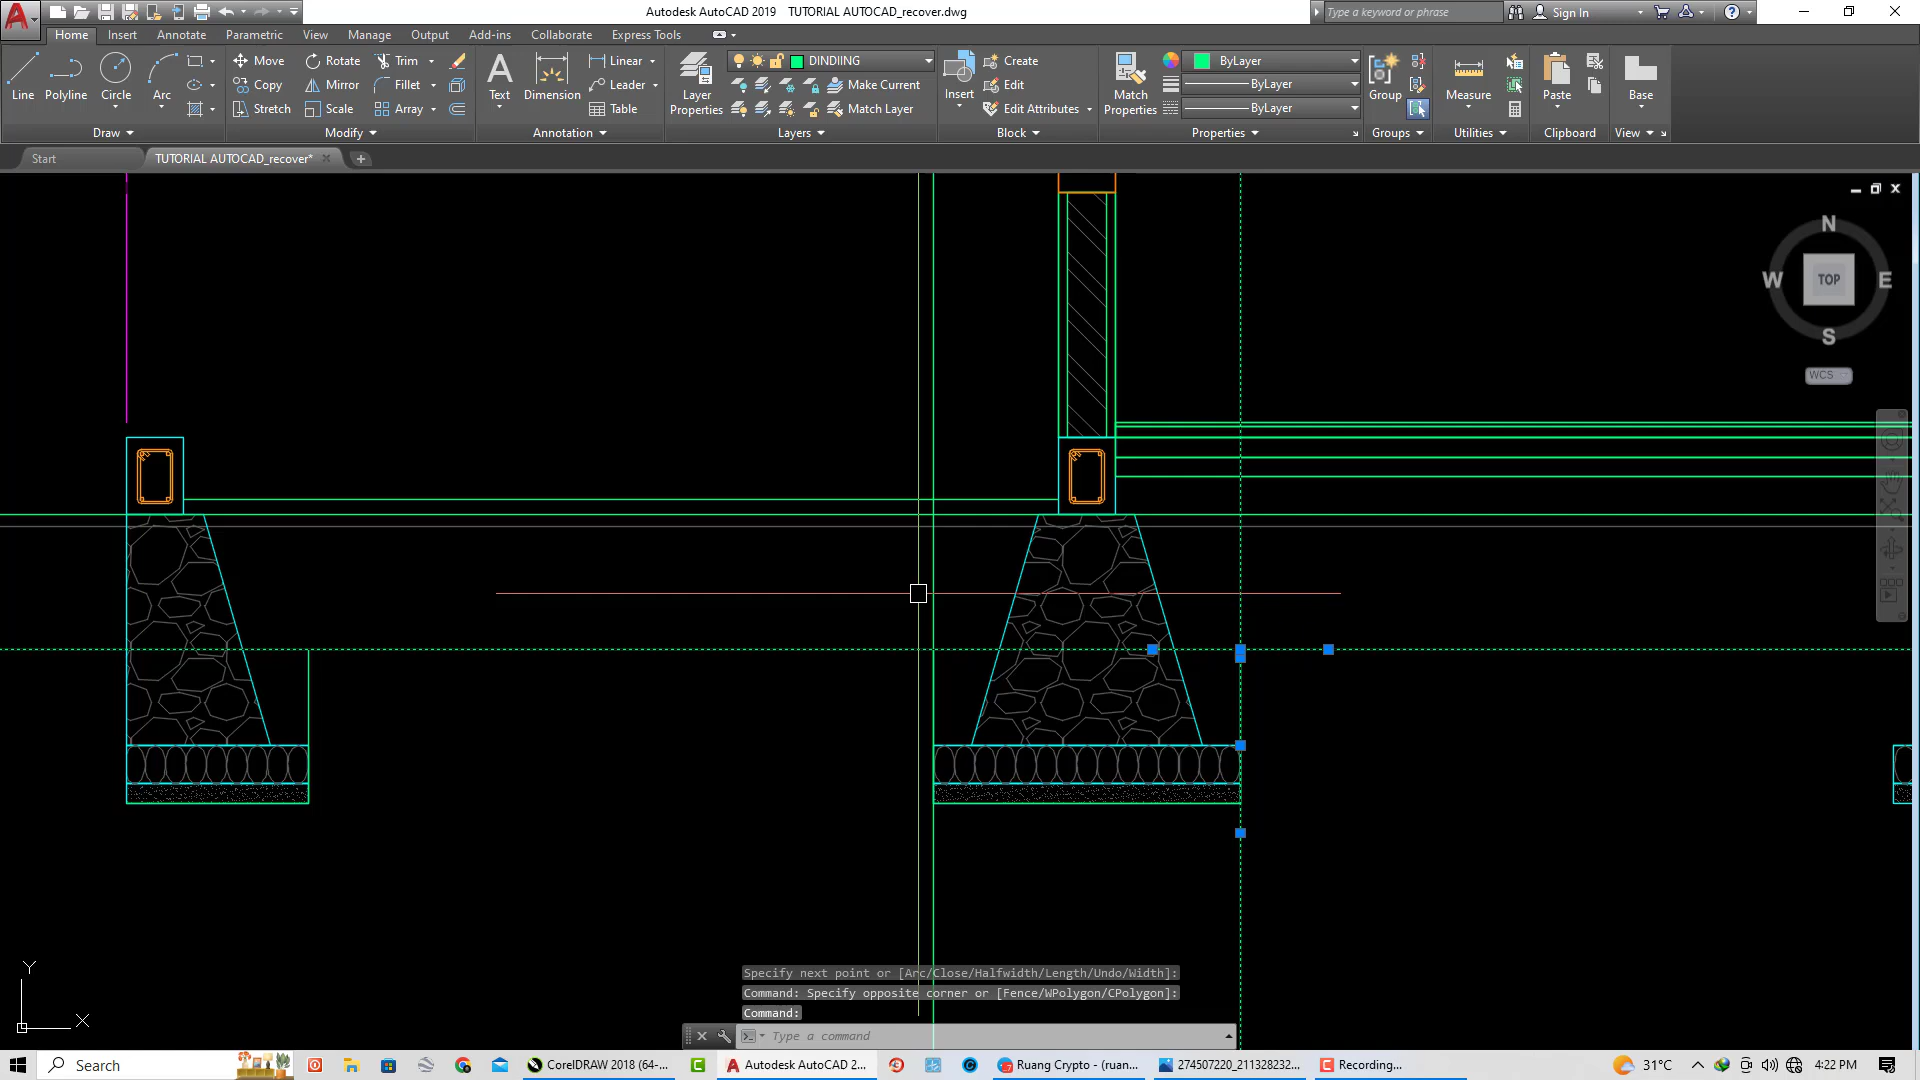 Autodesk AutoCAD 2019 TUTORIAL AUTOCAD_recover.dwg
Type a keyword or phrase
Sign In
Home Insert Annotate Parametric View Manage Output Add-ins Collaborate Express Tools
Line Polyline Circle Arc
Draw
Move Rotate Trim
Copy Mirror Fillet
Stretch Scale Array
Modify
Text Dimension
Linear
Leader
Table
Annotation
Layer Properties
DINDIING
Make Current
Match Layer
Layers
Insert
Create
Edit
Edit Attributes
Block
Match Properties
ByLayer
ByLayer
ByLayer
Properties
Group
Groups
Measure
Utilities
Paste
Clipboard
Base
View
Start
TUTORIAL AUTOCAD_recover*
N
W TOP E
S
WCS
Y
X
Specify next point or [Arc/Close/Halfwidth/Length/Undo/Width]:
Command: Specify opposite corner or [Fence/WPolygon/CPolygon]:
Command:
Type a command
Search
CorelDRAW 2018 (64-...
Autodesk AutoCAD 2...
Ruang Crypto - (ruan...
274507220_211328232...
Recording...
31°C
4:22 PM